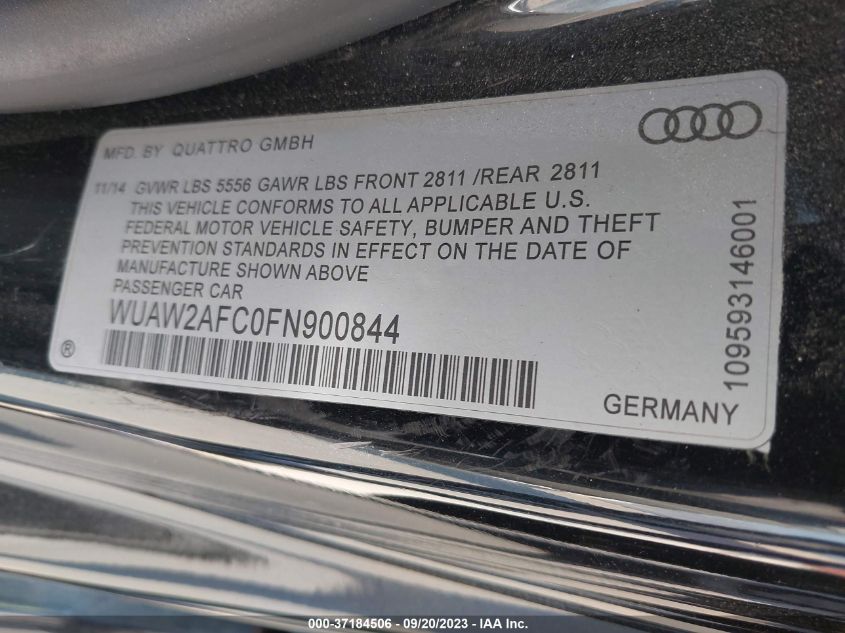 MFD. BY QUATTRO GMBH
11/14 GVWR LBS 5556 GAWR LBS FRONT 2811 /REAR 2811
THIS VEHICLE CONFORMS TO ALL APPLICABLE U.S.
FEDERAL MOTOR VEHICLE SAFETY, BUMPER AND THEFT
PREVENTION STANDARDS IN EFFECT ON THE DATE OF
MANUFACTURE SHOWN ABOVE
PASSENGER CAR
WUAW2AFC0FN900844
®
GERMANY
109593146001
000-37184506 - 09/20/2023 - IAA Inc.